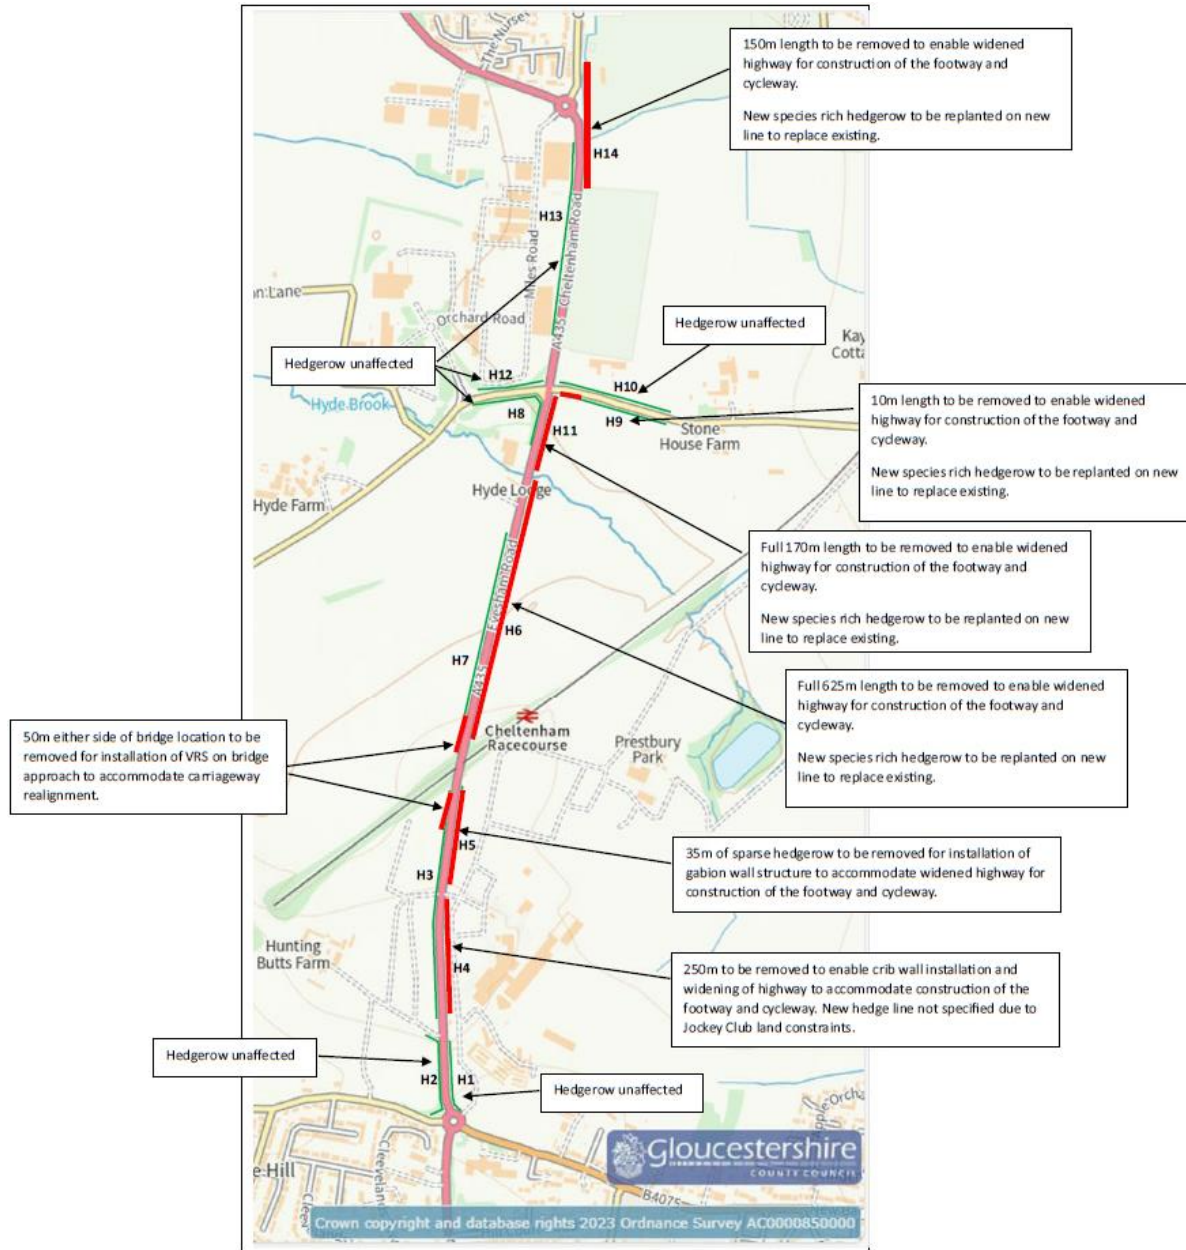 The Nurser
150m length to be removed to enable widened
highway for construction of the footway and
cycleway.
New species rich hedgerow to be replanted on new
line to replace existing.
H14
H13
Cheltenham Road
Miles Road
A435
Orchard Road
Hedgerow unaffected
Hedgerow unaffected
Kay
Cotta
H12
H10
Hyde Brook
H8
H11
H9
Stone
House Farm
10m length to be removed to enable widened
highway for construction of the footway and
cycleway.
New species rich hedgerow to be replanted on new
line to replace existing.
Hyde Lodge
Hyde Farm
Full 170m length to be removed to enable widened
highway for construction of the footway and
cycleway.
New species rich hedgerow to be replanted on new
line to replace existing.
Evesham Road
H6
H7
A435
Full 625m length to be removed to enable widened
highway for construction of the footway and
cycleway.
New species rich hedgerow to be replanted on new
line to replace existing.
Cheltenham
Racecourse
Prestbury
Park
50m either side of bridge location to be
removed for installation of VRS on bridge
approach to accommodate carriageway
realignment.
H5
H3
35m of sparse hedgerow to be removed for installation of
gabion wall structure to accommodate widened highway for
construction of the footway and cycleway.
Hunting
Butts Farm
H4
250m to be removed to enable crib wall installation and
widening of highway to accommodate construction of the
footway and cycleway. New hedge line not specified due to
Jockey Club land constraints.
Hedgerow unaffected
H2
H1
Hedgerow unaffected
e Hill
Cleevelan
Gloucestershire
COUNTY COUNCIL
B4075
Crown copyright and database rights 2023 Ordnance Survey AC0000850000